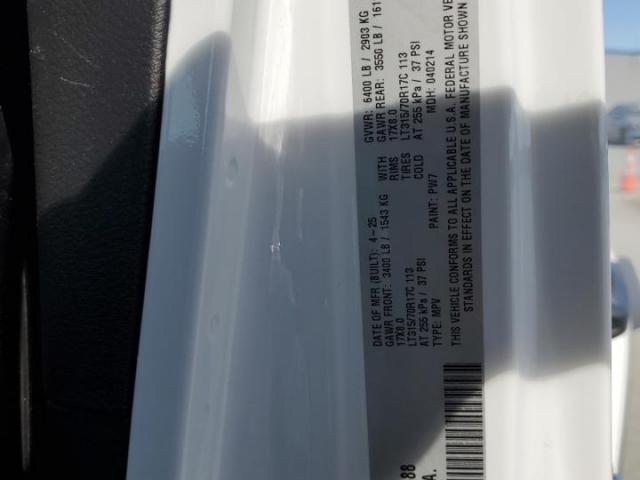 DATE OF MFR (BUILT): 4-25 GVWR: 6400 LB / 2903 KG
GAWR FRONT: 3400 LB / 1543 KG WITH GAWR REAR: 3550 LB / 161
17X8.0 RIMS 17X8.0
LT315/70R17C 113 TIRES LT315/70R17C 113
AT 255 kPa / 37 PSI COLD AT 255 kPa / 37 PSI
TYPE: MPV PAINT: PW7 MDH: 040214
THIS VEHICLE CONFORMS TO ALL APPLICABLE U.S.A. FEDERAL MOTOR VE
STANDARDS IN EFFECT ON THE DATE OF MANUFACTURE SHOWN
88
A.